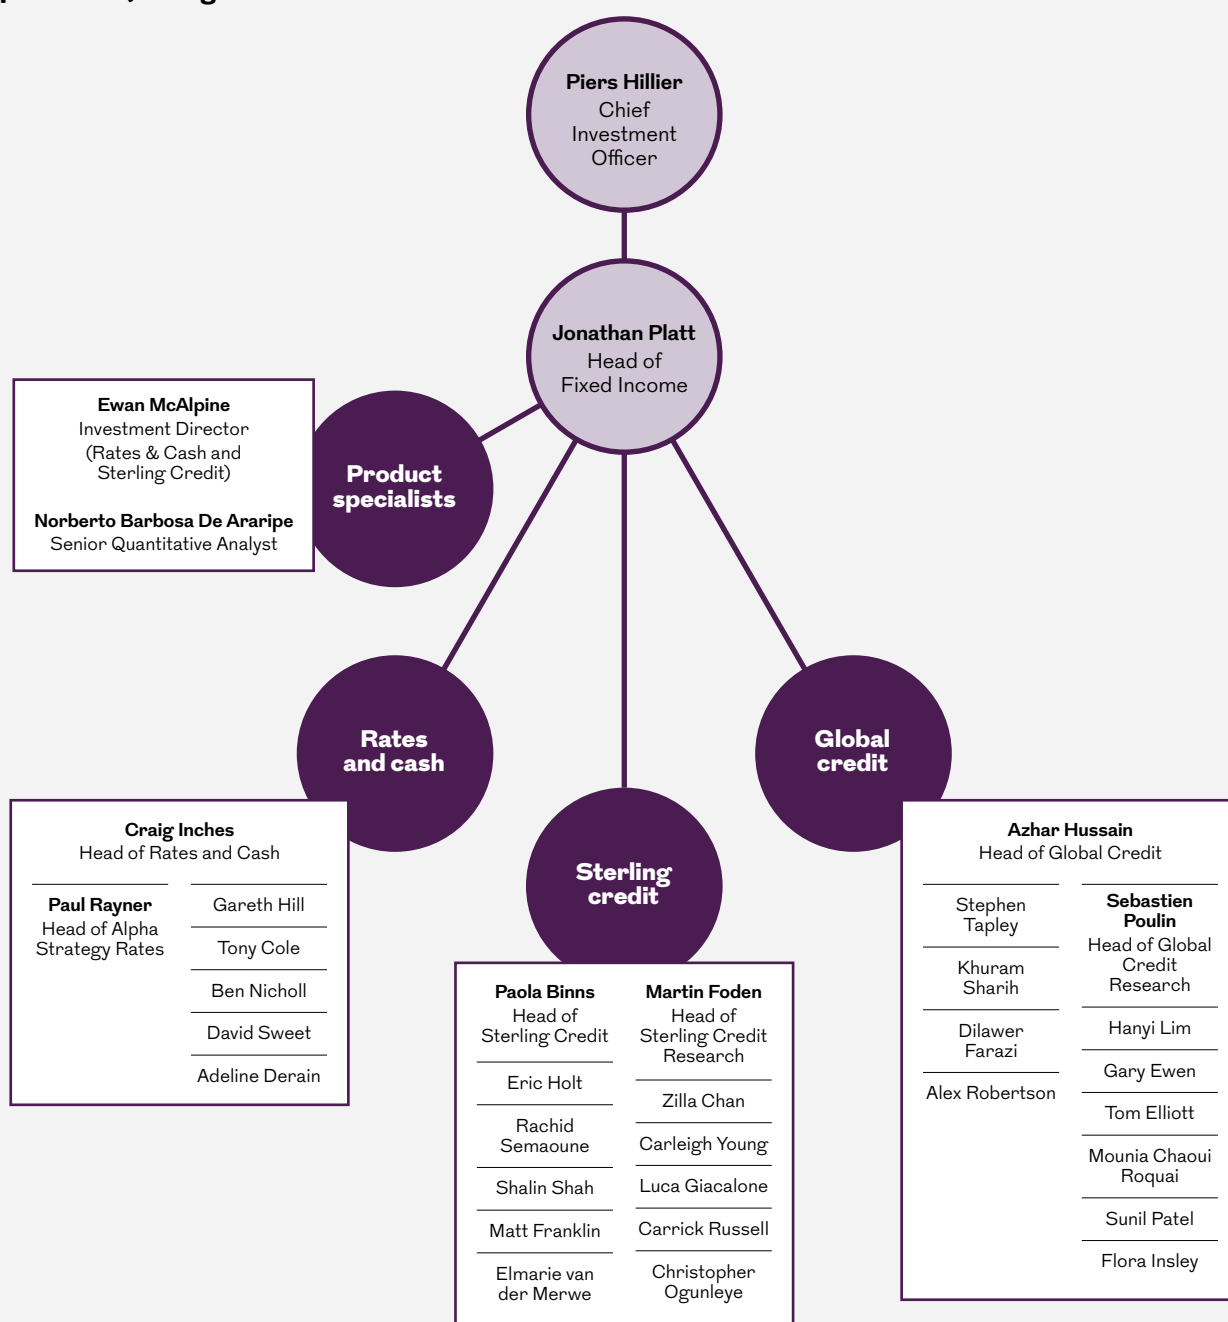 Piers Hillier
Chief
Investment
Officer
Jonathan Platt
Head of
Fixed Income
Ewan McAlpine
Investment Director
(Rates & Cash and
Sterling Credit)
Norberto Barbosa De Araripe
Senior Quantitative Analyst
Product
specialists
Rates
and cash
Global
credit
Sterling
credit
Craig Inches
Head of Rates and Cash
Paul Rayner
Head of Alpha
Strategy Rates
Gareth Hill
Tony Cole
Ben Nicholl
David Sweet
Adeline Derain
Paola Binns
Head of
Sterling Credit
Eric Holt
Rachid
Semaoune
Shalin Shah
Matt Franklin
Elmarie van
der Merwe
Martin Foden
Head of
Sterling Credit
Research
Zilla Chan
Carleigh Young
Luca Giacalone
Carrick Russell
Christopher
Ogunleye
Azhar Hussain
Head of Global Credit
Stephen
Tapley
Khuram
Sharih
Dilawer
Farazi
Alex Robertson
Sebastien
Poulin
Head of Global
Credit
Research
Hanyi Lim
Gary Ewen
Tom Elliott
Mounia Chaoui
Roquai
Sunil Patel
Flora Insley